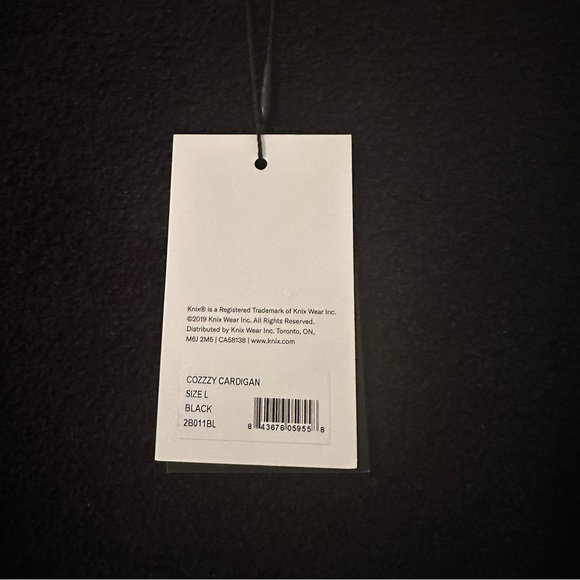 Knix® is a Registered Trademark of Knix Wear Inc.
©2019 Knix Wear Inc. All Rights Reserved.
Distributed by Knix Wear Inc. Toronto, ON,
M6J 2M5 | CA58138 | www.knix.com
COZZZY CARDIGAN
SIZE L
BLACK
2B011BL
8 43676 05955 8